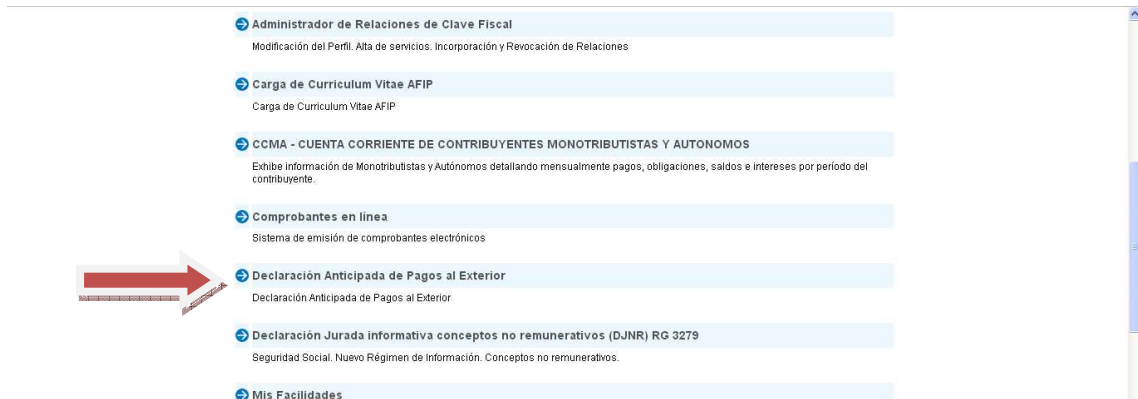 Administrador de Relaciones de Clave Fiscal
Modificación del Perfil. Alta de servicios. Incorporación y Revocación de Relaciones
Carga de Curriculum Vitae AFIP
Carga de Curriculum Vitae AFIP
CCMA - CUENTA CORRIENTE DE CONTRIBUYENTES MONOTRIBUTISTAS Y AUTONOMOS
Exhibe información de Monotributistas y Autónomos detallando mensualmente pagos, obligaciones, saldos e intereses por período del
contribuyente.
Comprobantes en línea
Sistema de emisión de comprobantes electrónicos
Declaración Anticipada de Pagos al Exterior
Declaración Anticipada de Pagos al Exterior
Declaración Jurada informativa conceptos no remunerativos (DJNR) RG 3279
Seguridad Social. Nuevo Régimen de Información. Conceptos no remunerativos.
Mis Facilidades